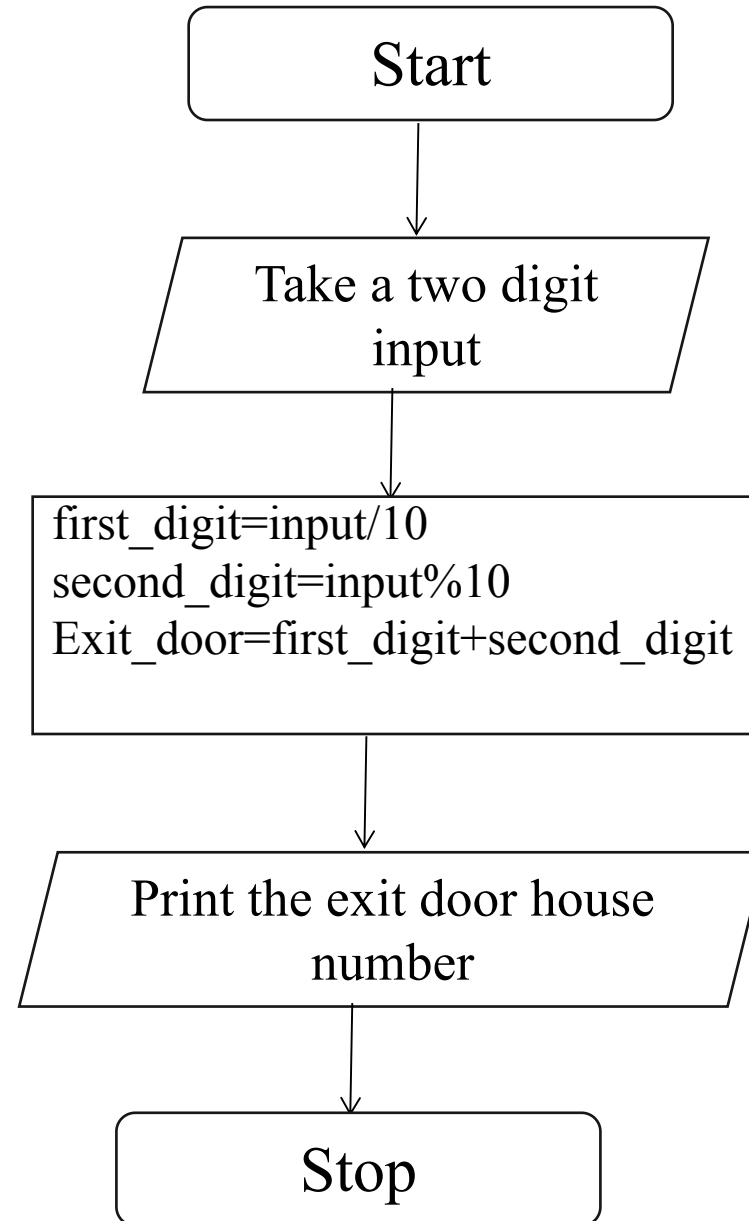 Start
Take a two digit
input
first_digit=input/10
second_digit=input%10
Exit_door=first_digit+second_digit
Print the exit door house
number
Stop